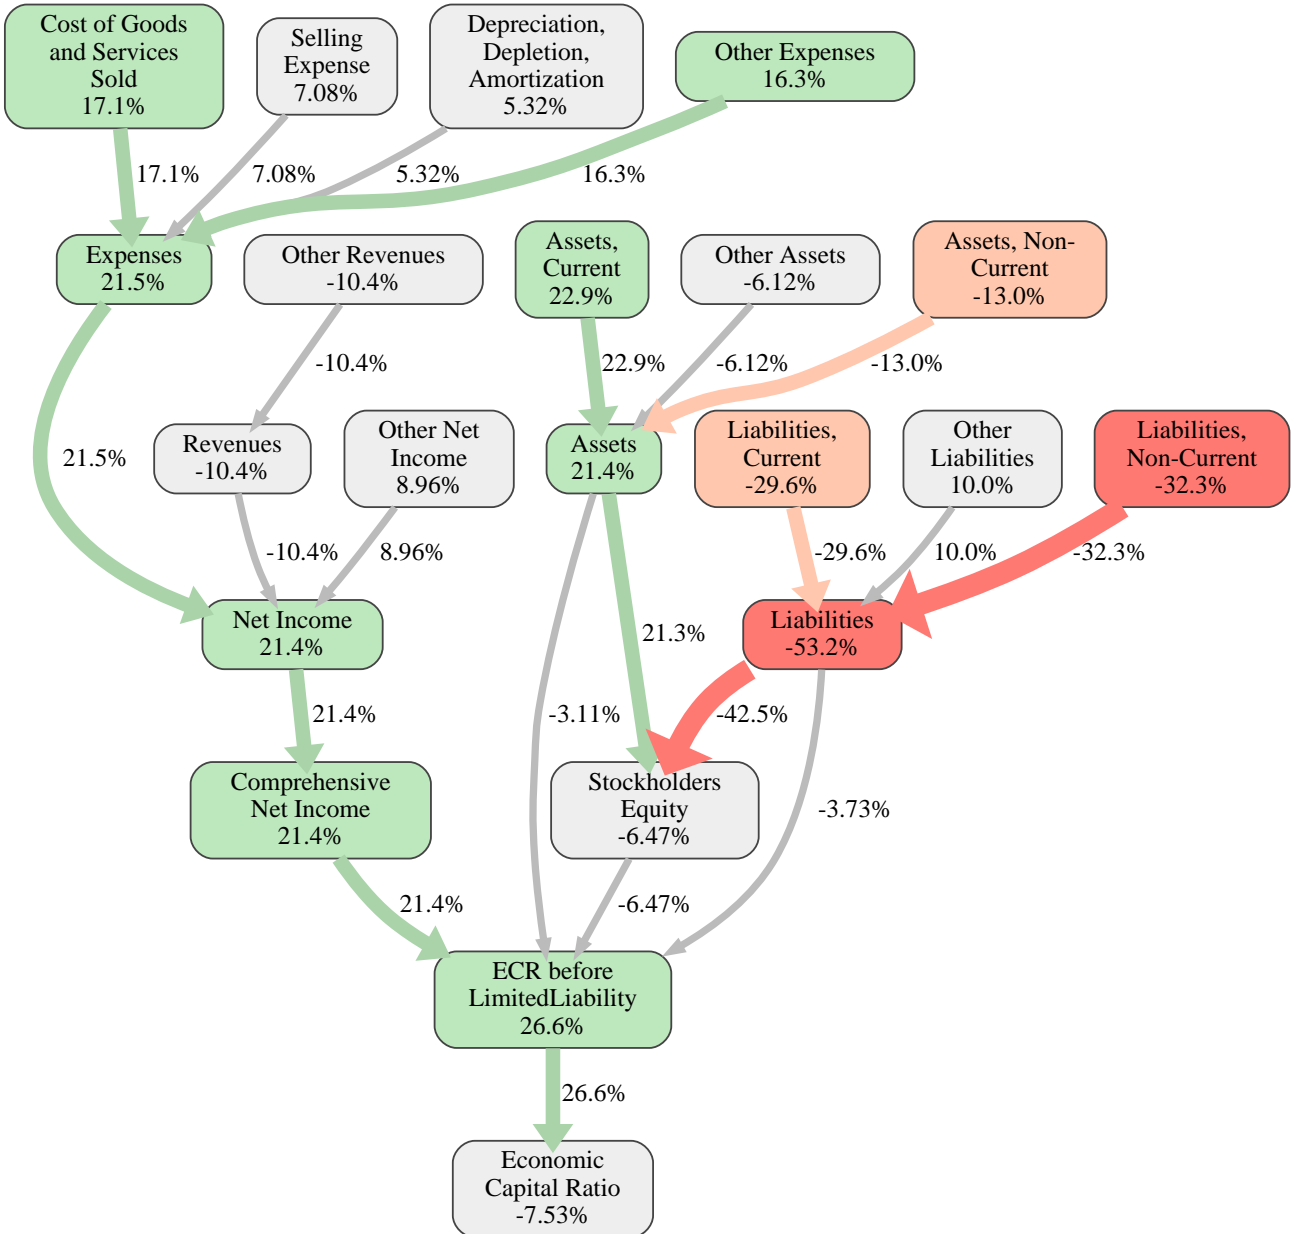 Cost of Goods
and Services
Sold
17.1%
Selling
Expense
7.08%
Depreciation,
Depletion,
Amortization
5.32%
Other Expenses
16.3%
17.1%
7.08%
5.32%
16.3%
Expenses
21.5%
Other Revenues
-10.4%
Assets,
Current
22.9%
Other Assets
-6.12%
Assets, Non-
Current
-13.0%
-10.4%
22.9%
-6.12%
-13.0%
21.5%
Revenues
-10.4%
Other Net
Income
8.96%
Assets
21.4%
Liabilities,
Current
-29.6%
Other
Liabilities
10.0%
Liabilities,
Non-Current
-32.3%
-10.4%
8.96%
-29.6%
10.0%
-32.3%
Net Income
21.4%
21.3%
Liabilities
-53.2%
21.4%
-3.11%
-42.5%
Comprehensive
Net Income
21.4%
Stockholders
Equity
-6.47%
-3.73%
21.4%
-6.47%
ECR before
LimitedLiability
26.6%
26.6%
Economic
Capital Ratio
-7.53%